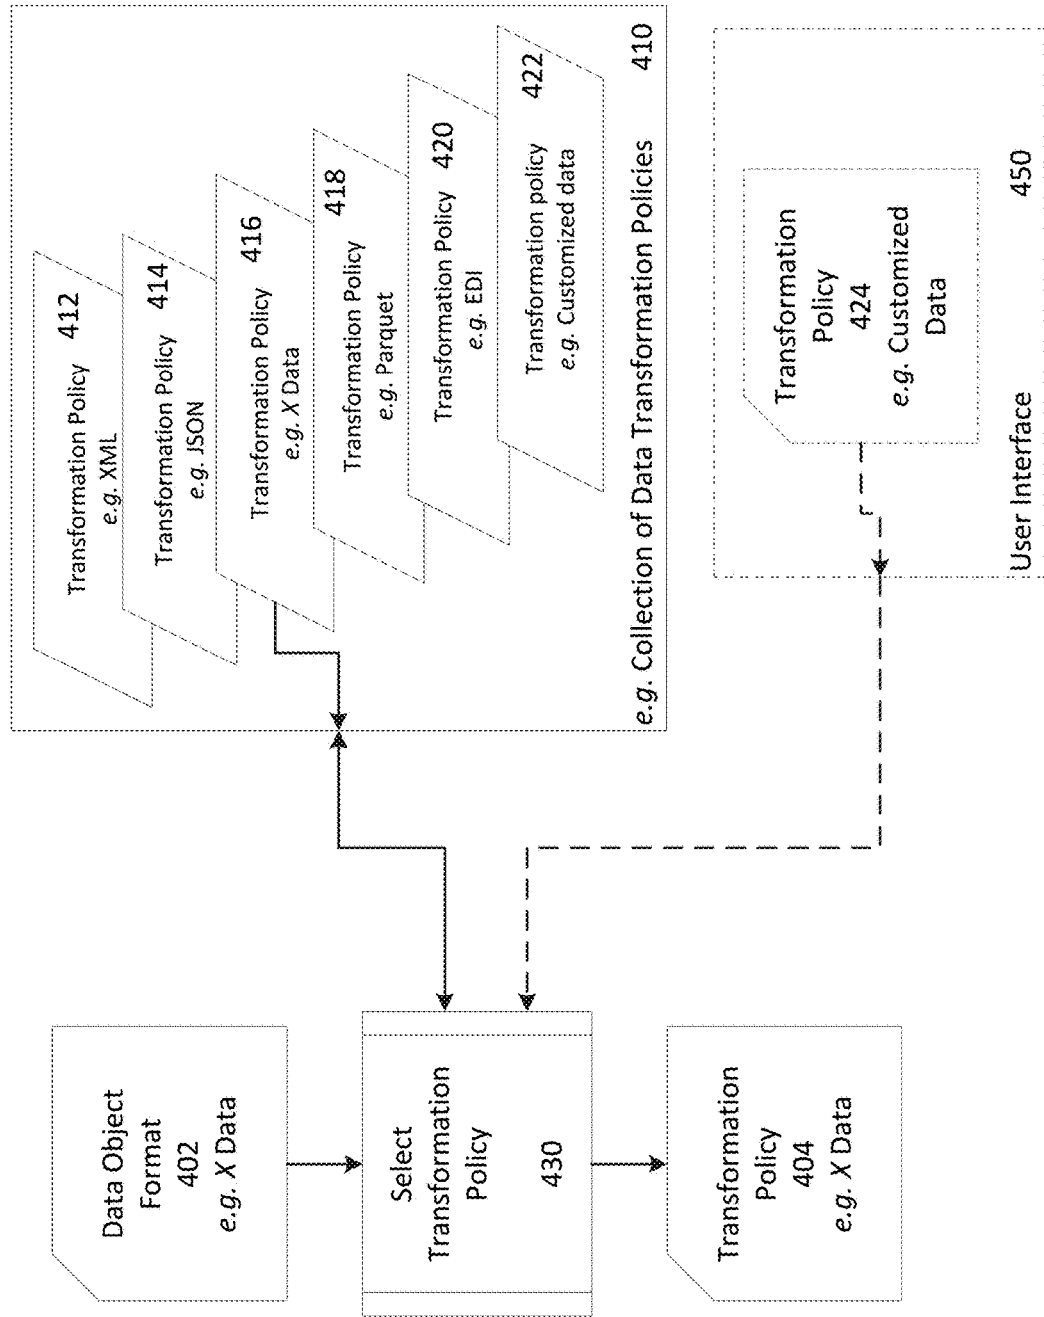 Data Object
Format
402
e.g. X Data
Select
Transformation
Policy
430
Transformation
Policy
404
e.g. X Data
Transformation Policy 412
e.g. XML
Transformation Policy 414
e.g. JSON
Transformation Policy 416
e.g. X Data
Transformation Policy 418
e.g. Parquet
Transformation Policy 420
e.g. EDI
Transformation policy 422
e.g. Customized data
e.g. Collection of Data Transformation Policies 410
Transformation
Policy
424
e.g. Customized
Data
User Interface 450